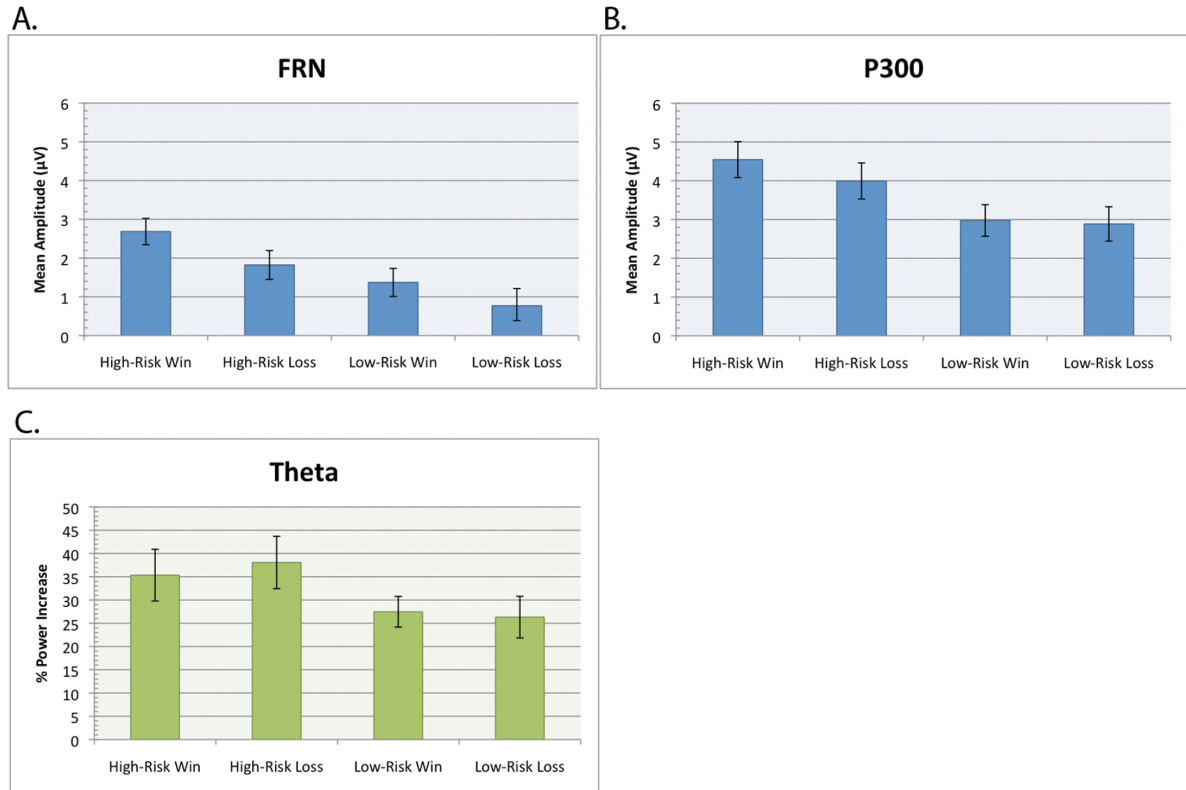 A.
FRN
Mean Amplitude (µV)
6
5
4
3
2
1
0
High-Risk Win
High-Risk Loss
Low-Risk Win
Low-Risk Loss
B.
P300
Mean Amplitude (µV)
6
5
4
3
2
1
0
High-Risk Win
High-Risk Loss
Low-Risk Win
Low-Risk Loss
C.
Theta
% Power Increase
50
45
40
35
30
25
20
15
10
5
0
High-Risk Win
High-Risk Loss
Low-Risk Win
Low-Risk Loss